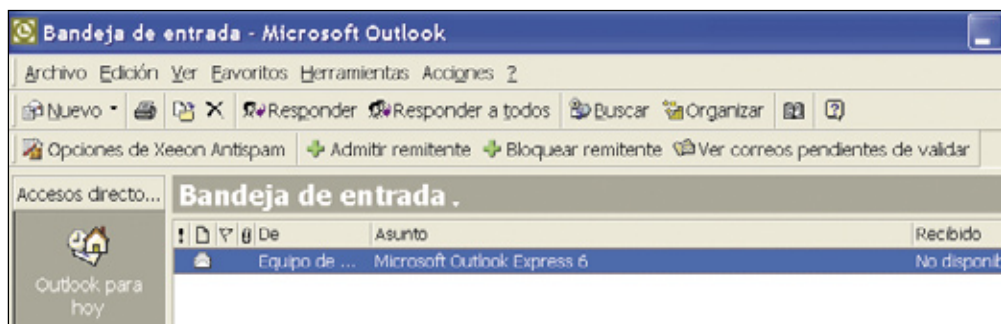 Bandeja de entrada - Microsoft Outlook
Archivo Edición Ver Favoritos Herramientas Acciones ?
Nuevo Responder Responder a todos Buscar Organizar
Opciones de Xeeon Antispam Admitir remitente Bloquear remitente Ver correos pendientes de validar
Accesos directo... Bandeja de entrada .
! De Asunto Recibido
Equipo de ... Microsoft Outlook Express 6 No disponib
Outlook para
hoy